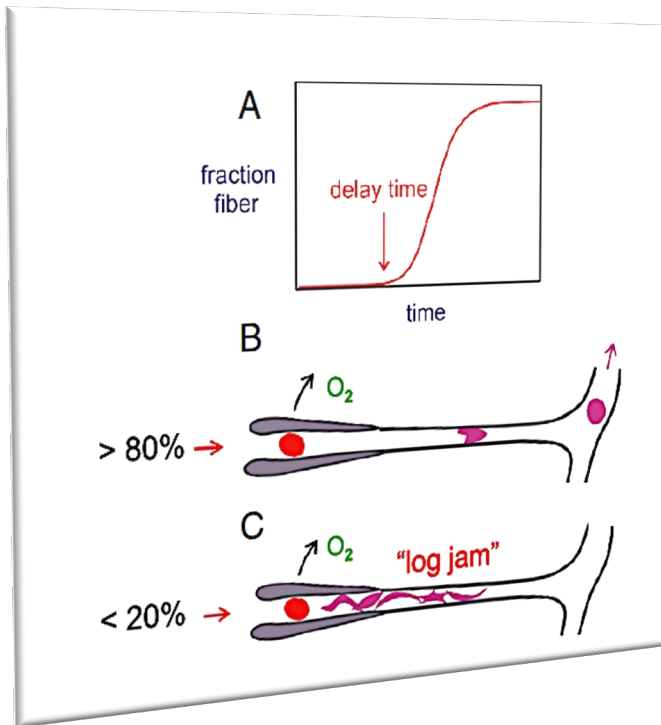 A
fraction
fiber
delay time
time
B
O₂
> 80%
C
O₂
“log jam”
< 20%